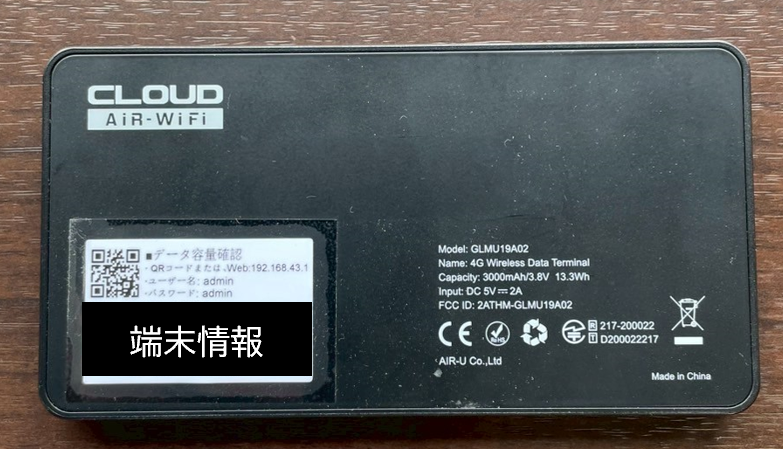 CLOUD
AiR-WiFi
■データ容量確認
・QRコードまたは、Web:192.168.43.1
・ユーザー名: admin
・パスワード: admin
端末情報
Model: GLMU19A02
Name: 4G Wireless Data Terminal
Capacity: 3000mAh/3.8V 13.3Wh
Input: DC 5V⎓2A
FCC ID: 2ATHM-GLMU19A02
CE
RoHS
R 217-200022
T D200022217
AIR-U Co.,Ltd
Made in China